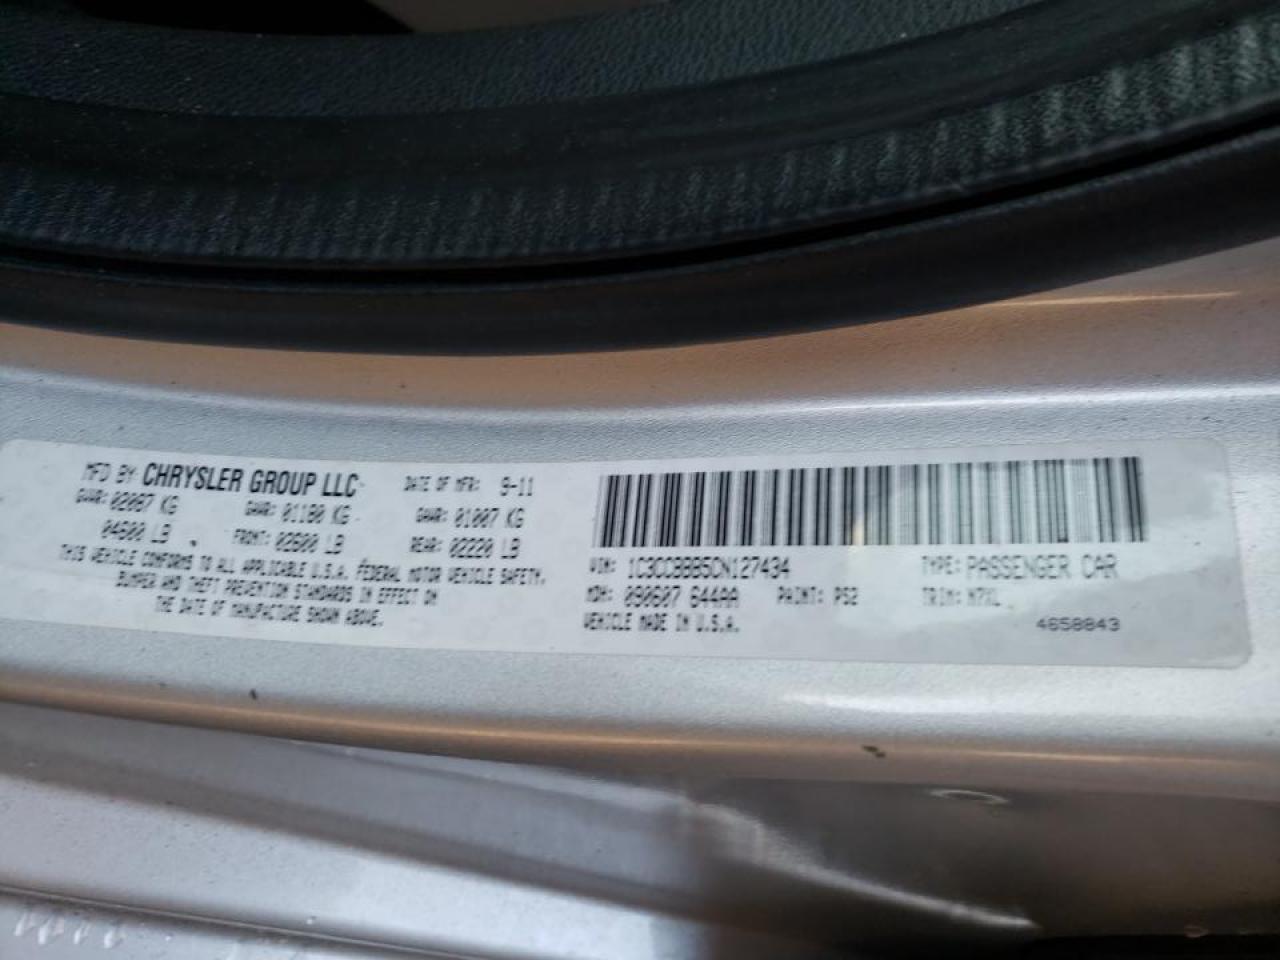 MFD BY CHRYSLER GROUP LLC DATE OF MFR: 9-11
GVWR: 02087 KG GAWR: 01180 KG GAWR: 01007 KG
04600 LB FRONT: 02600 LB REAR: 02220 LB
THIS VEHICLE CONFORMS TO ALL APPLICABLE U.S.A. FEDERAL MOTOR VEHICLE SAFETY,
BUMPER AND THEFT PREVENTION STANDARDS IN EFFECT ON
THE DATE OF MANUFACTURE SHOWN ABOVE.
VIN: 1C3CCBBB5CN127434 TYPE: PASSENGER CAR
MDH: 090607 644AA PAINT: PS2 TRIM: M7XL
VEHICLE MADE IN U.S.A. 4658843